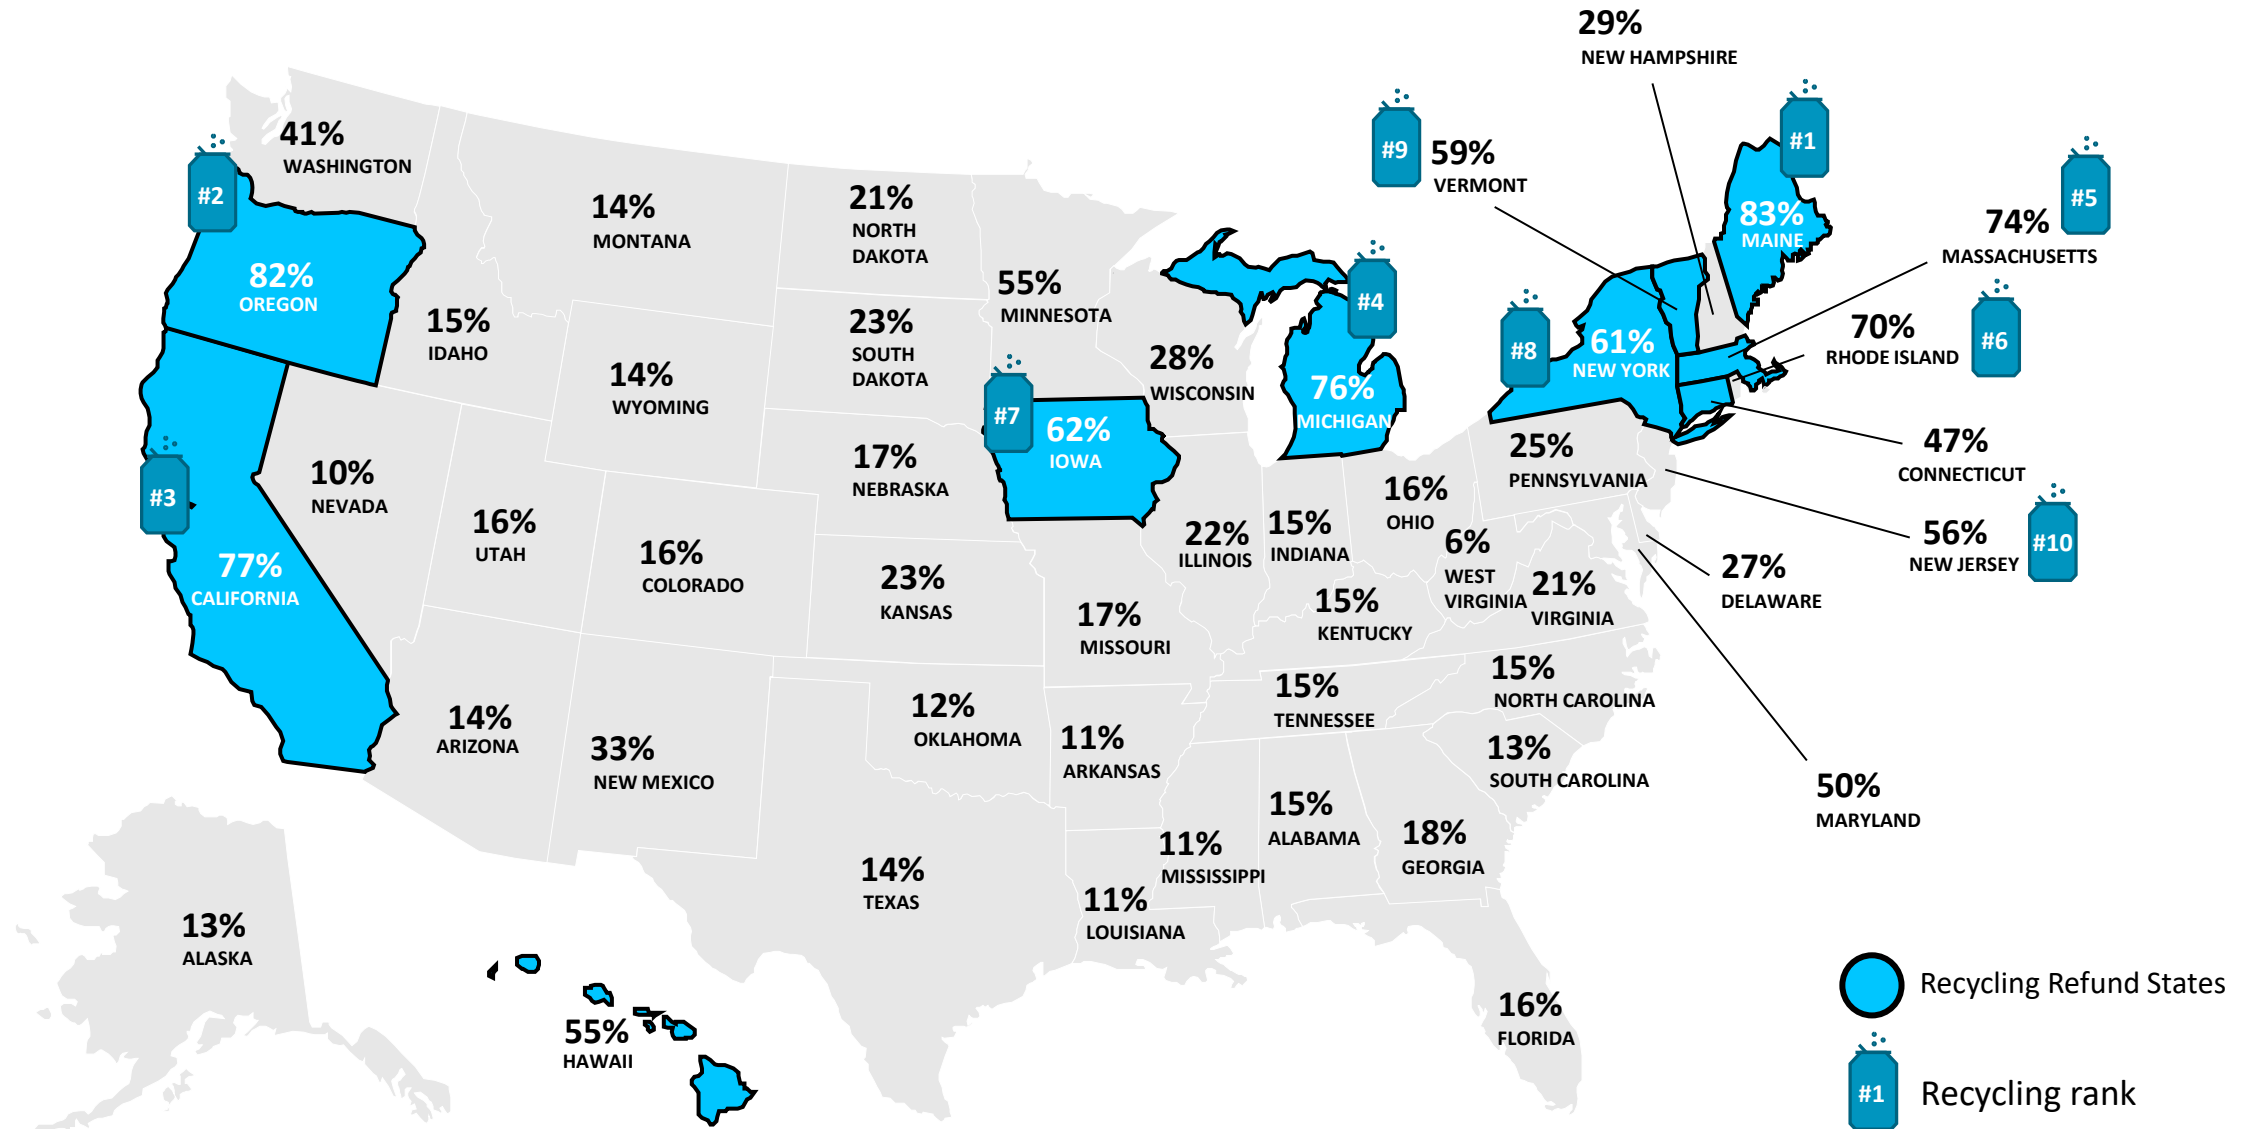 29%
NEW HAMPSHIRE
#1
#9
59%
VERMONT
41%
WASHINGTON
#2
#5
74%
MASSACHUSETTS
83%
MAINE
14%
MONTANA
21%
NORTH
DAKOTA
82%
OREGON
55%
MINNESOTA
#4
#6
70%
RHODE ISLAND
15%
IDAHO
23%
SOUTH
DAKOTA
#8
61%
NEW YORK
14%
WYOMING
28%
WISCONSIN
76%
MICHIGAN
#7
62%
IOWA
47%
CONNECTICUT
25%
PENNSYLVANIA
17%
NEBRASKA
10%
NEVADA
#3
16%
OHIO
16%
UTAH
22%
ILLINOIS
15%
INDIANA
6%
WEST
VIRGINIA
56%
NEW JERSEY
#10
16%
COLORADO
77%
CALIFORNIA
23%
KANSAS
21%
VIRGINIA
27%
DELAWARE
15%
KENTUCKY
17%
MISSOURI
15%
NORTH CAROLINA
15%
TENNESSEE
12%
OKLAHOMA
14%
ARIZONA
33%
NEW MEXICO
11%
ARKANSAS
13%
SOUTH CAROLINA
50%
MARYLAND
15%
ALABAMA
18%
GEORGIA
11%
MISSISSIPPI
14%
TEXAS
11%
LOUISIANA
13%
ALASKA
16%
FLORIDA
55%
HAWAII
Recycling Refund States
#1
Recycling rank